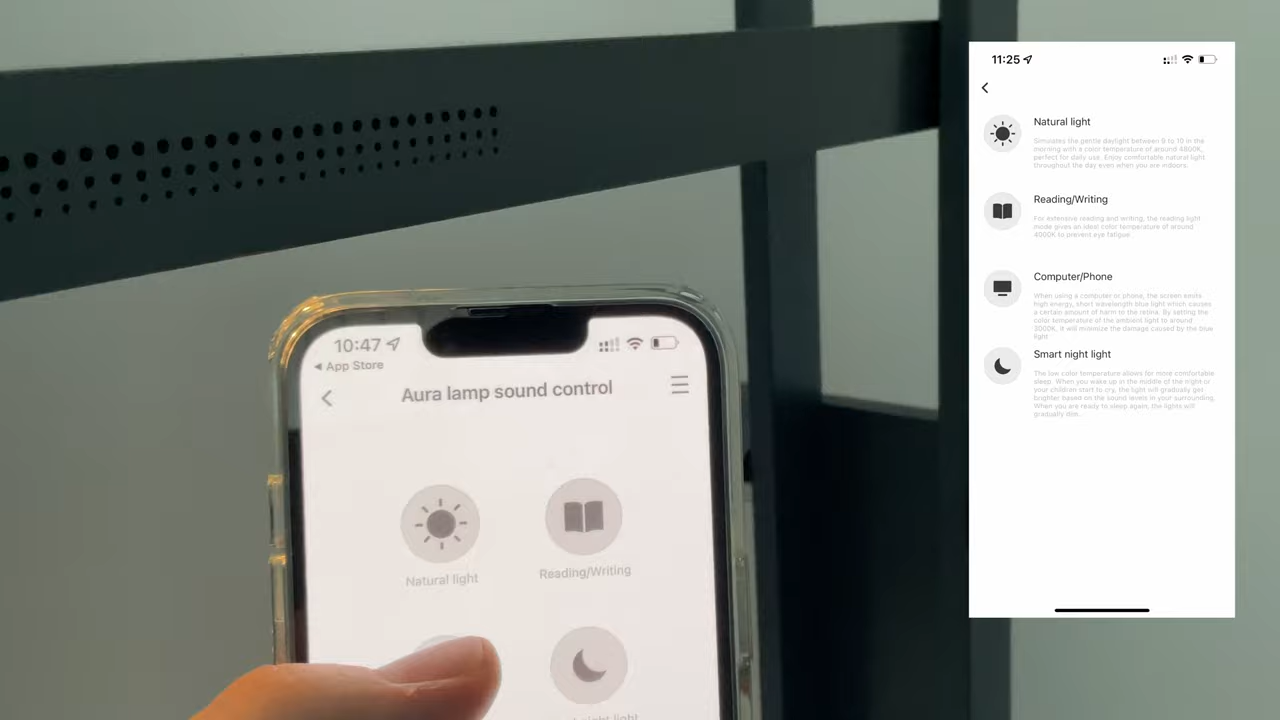 10:47
◀ App Store
Aura lamp sound control
Natural light
Reading/Writing
night light
11:25
Natural light
Simulates the gentle daylight between 9 to 10 in the
morning with a color temperature of around 4800K,
perfect for daily use. Enjoy comfortable natural light
throughout the day even when you are indoors.
Reading/Writing
For extensive reading and writing, the reading light
mode gives an ideal color temperature of around
4000K to prevent eye fatigue
Computer/Phone
When using a computer or phone, the screen emits
high energy, short wavelength blue light which causes
a certain amount of harm to the retina. By setting the
color temperature of the ambient light to around
3000K, it will minimize the damage caused by the blue
light
Smart night light
The low color temperature allows for more comfortable
sleep. When you wake up in the middle of the night or
your children start to cry, the light will gradually get
brighter based on the sound levels in your surrounding.
When you are ready to sleep again, the lights will
gradually dim.